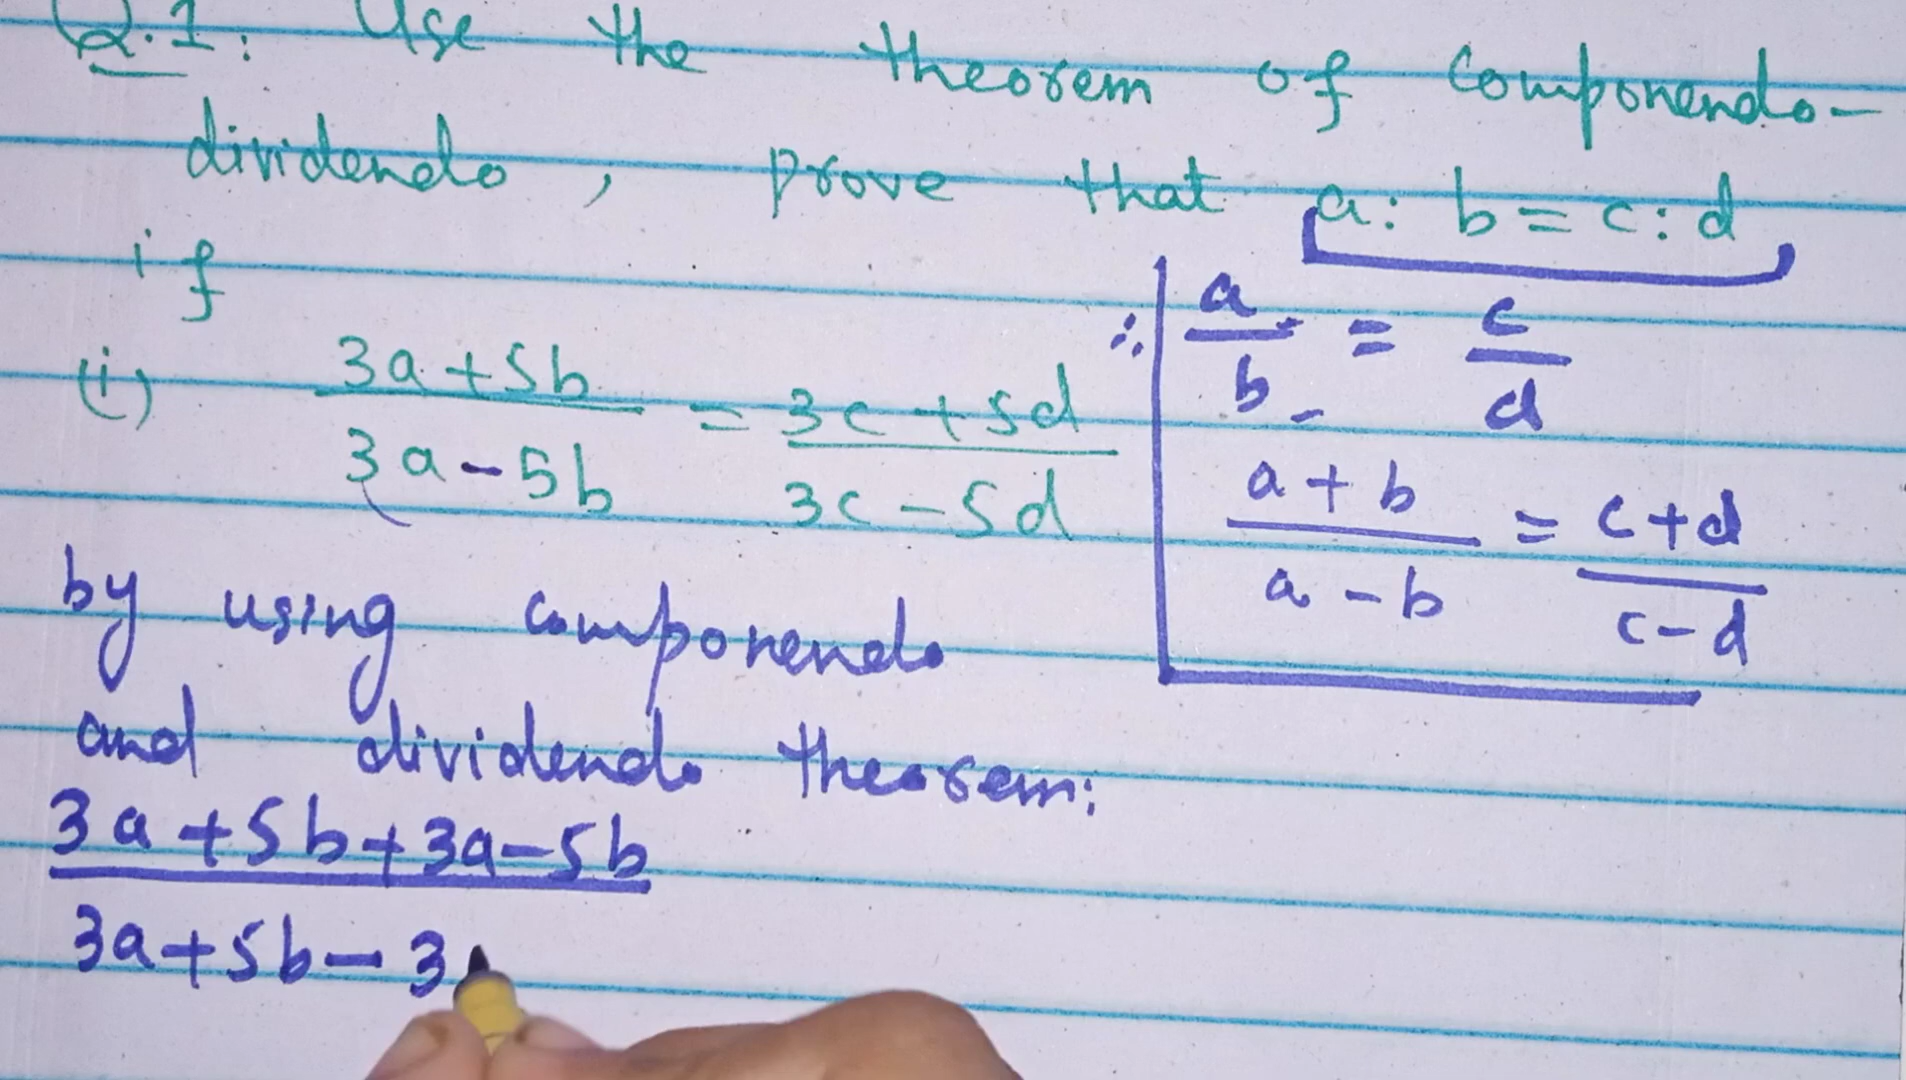 Q.1. Use the theorem of componendo-
dividendo, prove that a: b = c: d
if
(i) 3a+5b / 3a-5b = 3c+5d / 3c-5d
∴ a/b = c/d
a+b / a-b = c+d / c-d
by using componendo
and dividendo theorem:
3a+5b+3a-5b
3a+5b-3